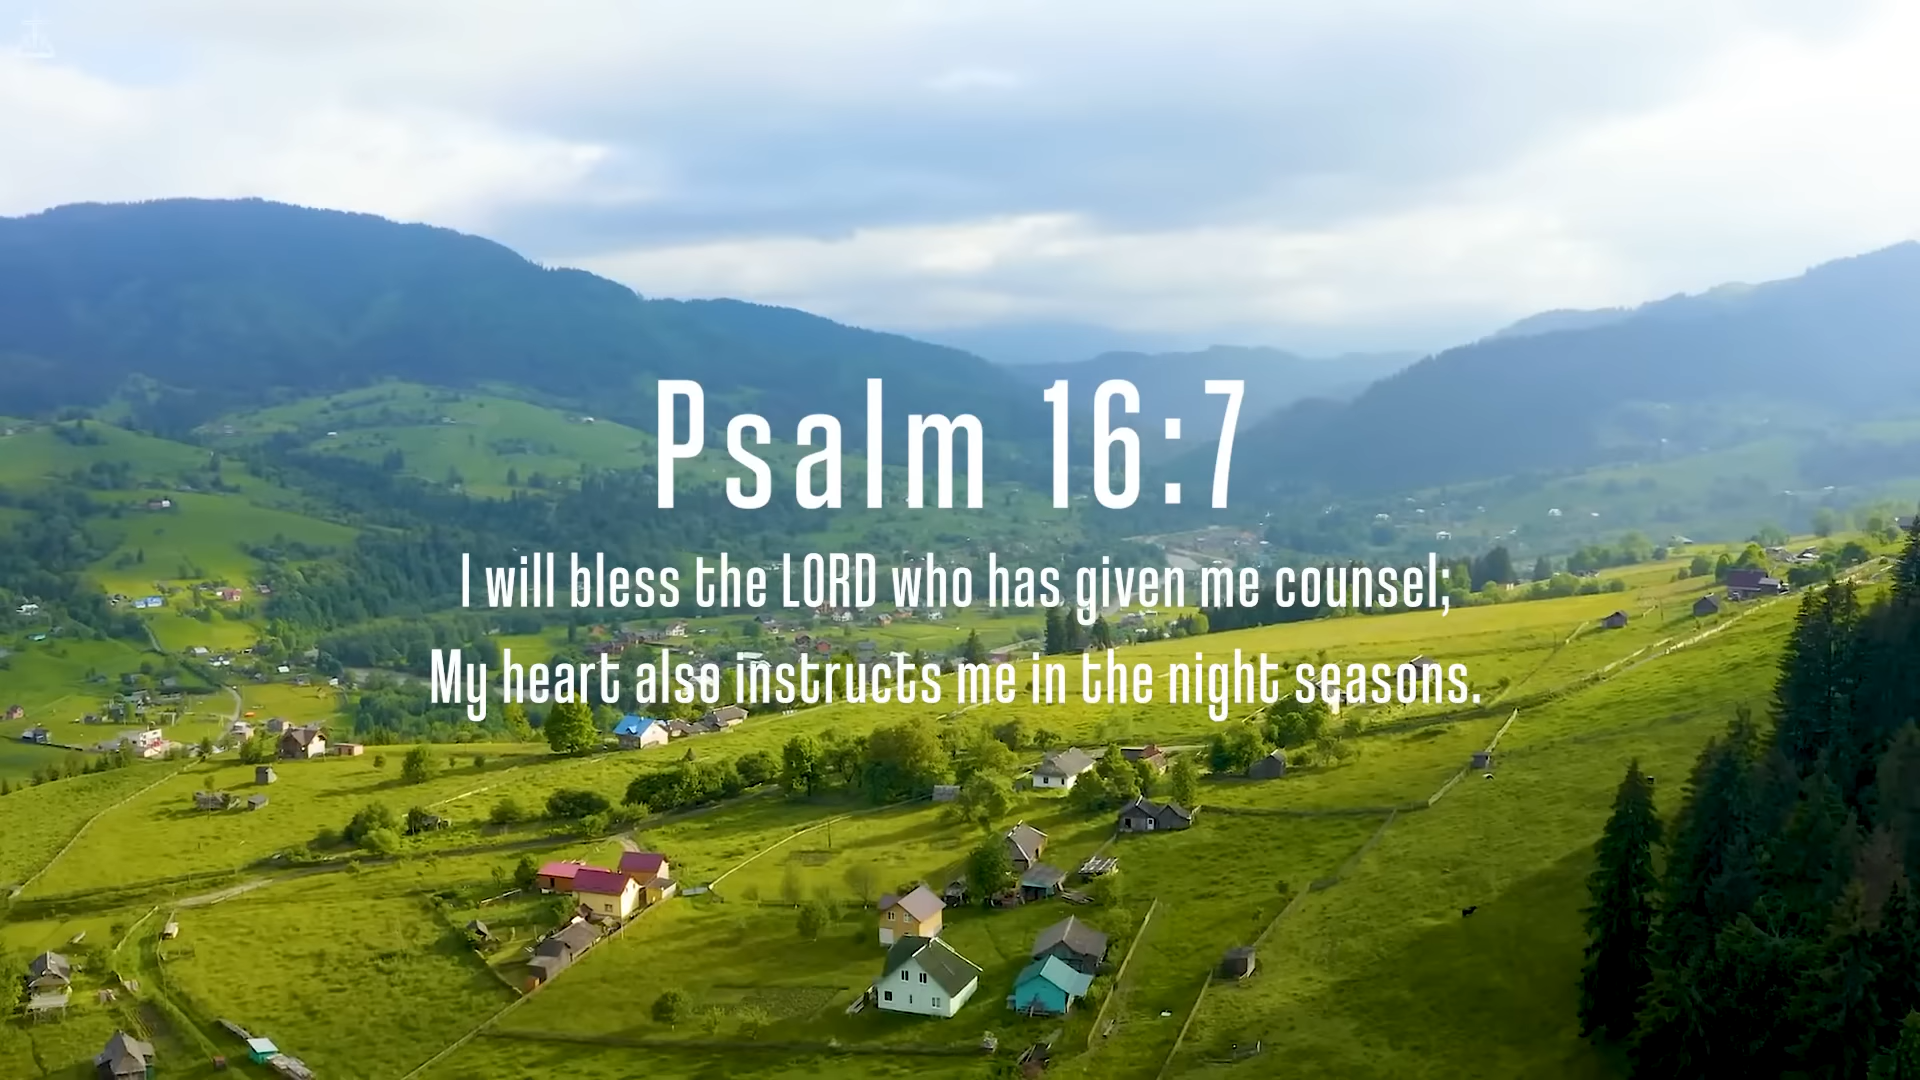 Psalm 16:7
I will bless the LORD who has given me counsel;
My heart also instructs me in the night seasons.